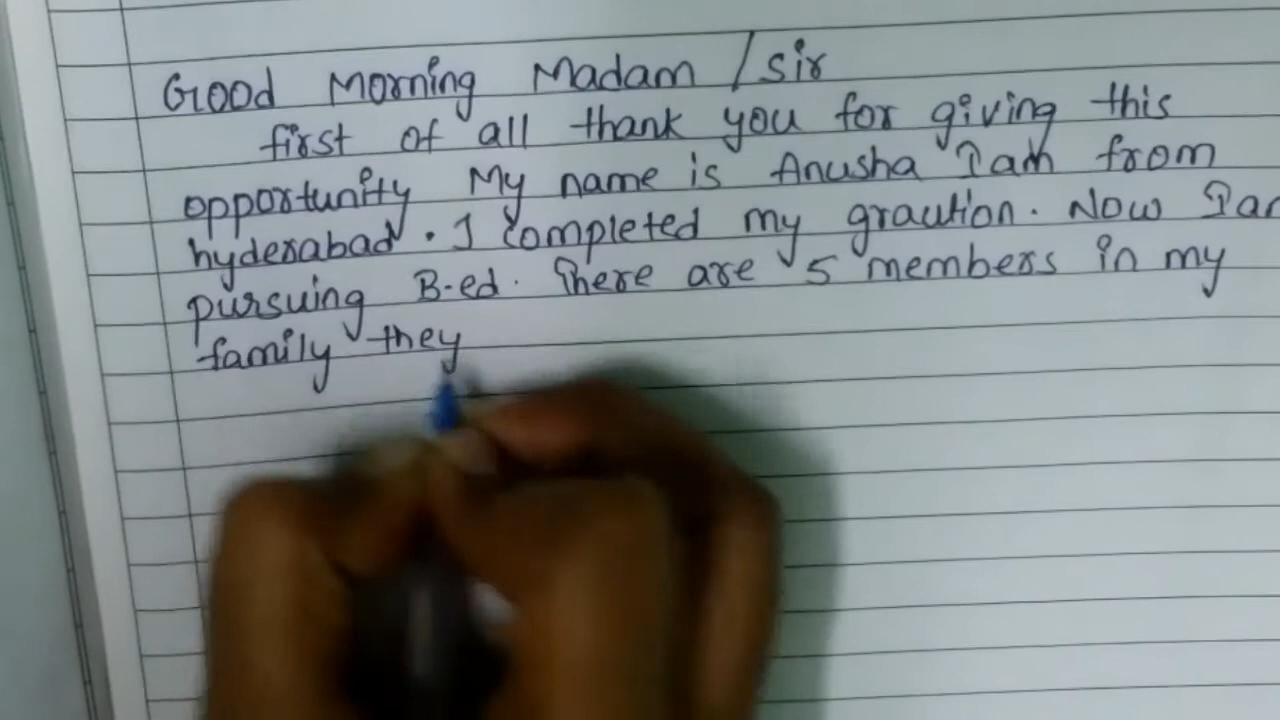 Good Morning Madam / Sir
first of all thank you for giving this
opportunity My name is Anusha I am from
hyderabad. I completed my graution. Now I am
pursuing B-ed. There are 5 members in my
family they